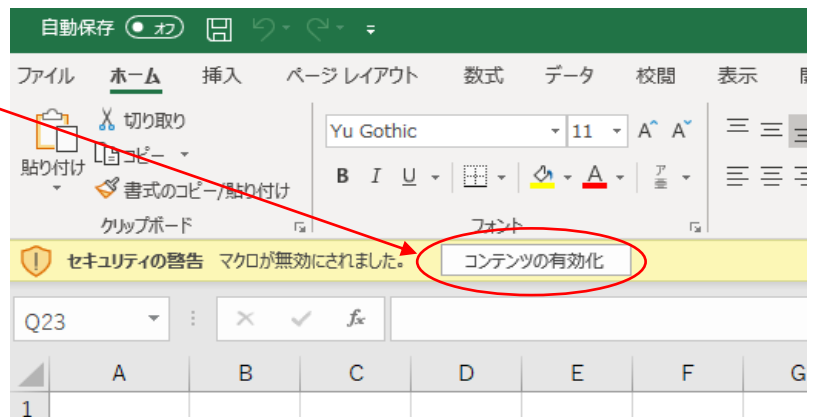 自動保存 オフ
ファイル ホーム 挿入 ページ レイアウト 数式 データ 校閲 表示
切り取り
Yu Gothic 11 A^ Aˇ
貼り付け コピー
B I U A ア 亜
書式のコピー/貼り付け
クリップボード フォント
セキュリティの警告 マクロが無効にされました。 コンテンツの有効化
Q23 fx
A B C D E F G
1